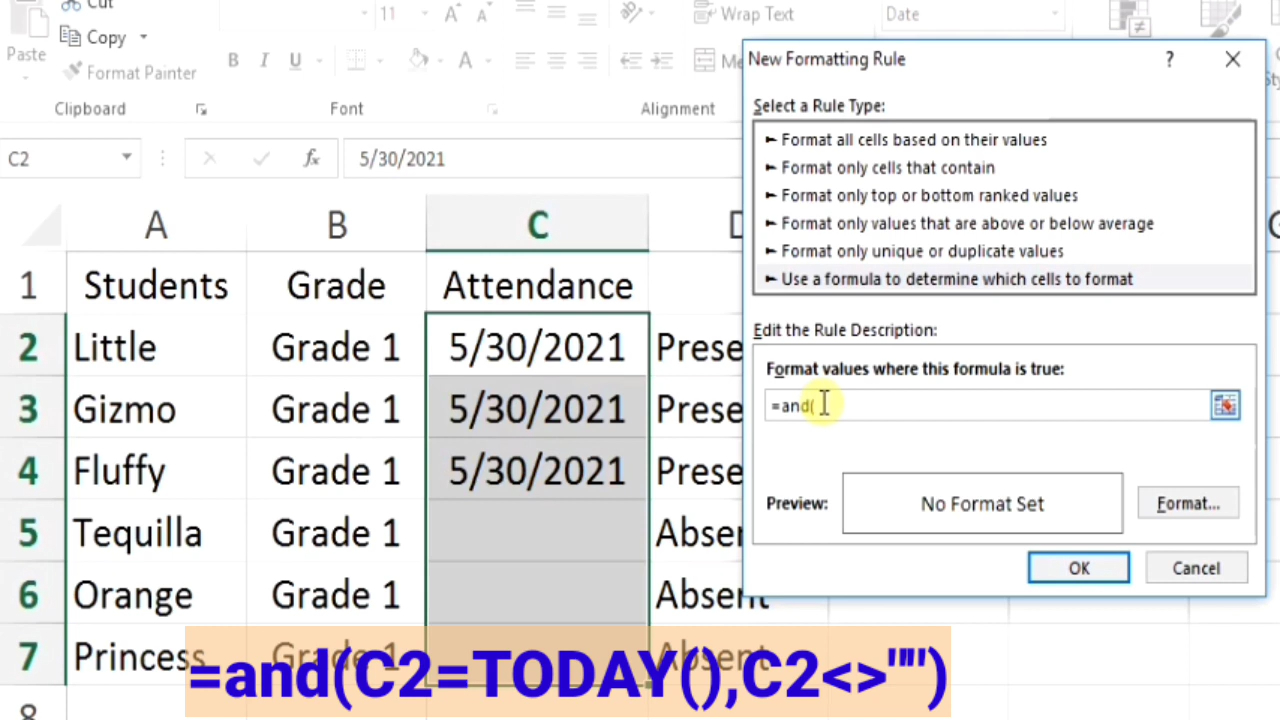 Cut
11
Wrap Text
Date
Paste
Copy
B I U
A
Format Painter
Clipboard
Font
Alignment
C2
fx
5/30/2021
A B C
1 Students Grade Attendance
2 Little Grade 1 5/30/2021 Prese
3 Gizmo Grade 1 5/30/2021 Prese
4 Fluffy Grade 1 5/30/2021 Prese
5 Tequilla Grade 1 Absen
6 Orange Grade 1 Absent
7 Princess Grade 1 Absent
8
New Formatting Rule ?
Select a Rule Type:
► Format all cells based on their values
► Format only cells that contain
► Format only top or bottom ranked values
► Format only values that are above or below average
► Format only unique or duplicate values
► Use a formula to determine which cells to format
Edit the Rule Description:
Format values where this formula is true:
=and(
Preview:
No Format Set
Format...
OK
Cancel
=and(C2=TODAY(),C2<>"")